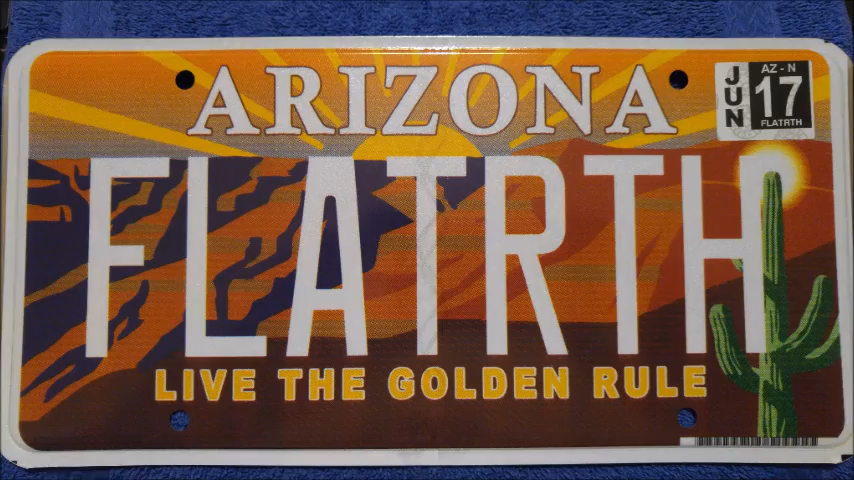 ARIZONA
JUN
AZ - N
17
FLATRTH
FLATRTH
LIVE THE GOLDEN RULE